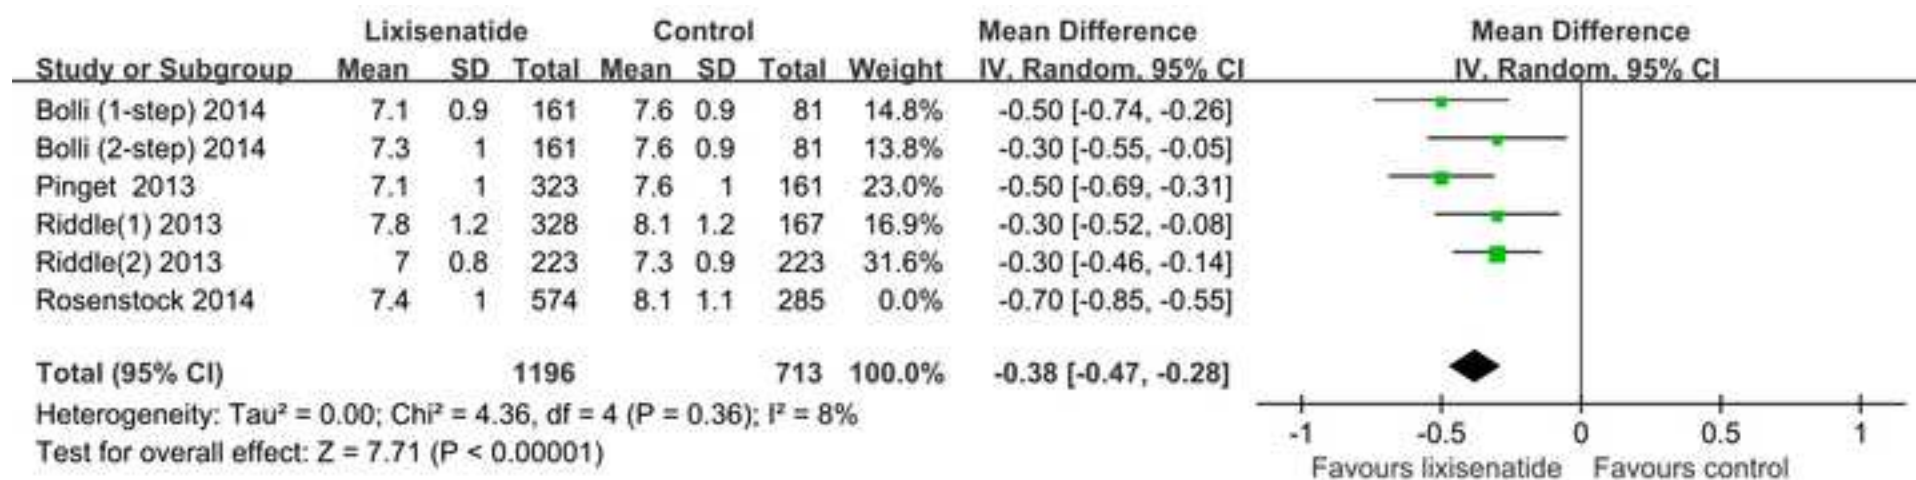 Lixisenatide Control Mean Difference Mean Difference
Study or Subgroup Mean SD Total Mean SD Total Weight IV, Random, 95% CI IV, Random, 95% CI
Bolli (1-step) 2014 7.1 0.9 161 7.6 0.9 81 14.8% -0.50 [-0.74, -0.26]
Bolli (2-step) 2014 7.3 1 161 7.6 0.9 81 13.8% -0.30 [-0.55, -0.05]
Pinget 2013 7.1 1 323 7.6 1 161 23.0% -0.50 [-0.69, -0.31]
Riddle(1) 2013 7.8 1.2 328 8.1 1.2 167 16.9% -0.30 [-0.52, -0.08]
Riddle(2) 2013 7 0.8 223 7.3 0.9 223 31.6% -0.30 [-0.46, -0.14]
Rosenstock 2014 7.4 1 574 8.1 1.1 285 0.0% -0.70 [-0.85, -0.55]
Total (95% CI) 1196 713 100.0% -0.38 [-0.47, -0.28]
Heterogeneity: Tau² = 0.00; Chi² = 4.36, df = 4 (P = 0.36); I² = 8%
Test for overall effect: Z = 7.71 (P < 0.00001)
-1 -0.5 0 0.5 1
Favours lixisenatide Favours control